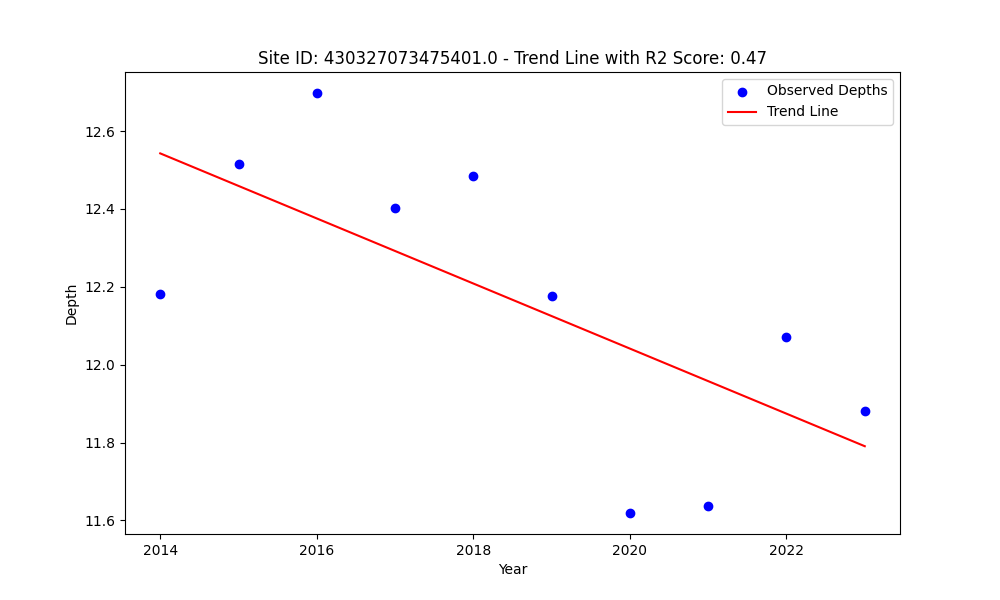 Site ID: 430327073475401.0 - Trend Line with R2 Score: 0.47
Observed Depths
Trend Line
12.6
12.4
12.2
12.0
11.8
11.6
Depth
2014
2016
2018
2020
2022
Year